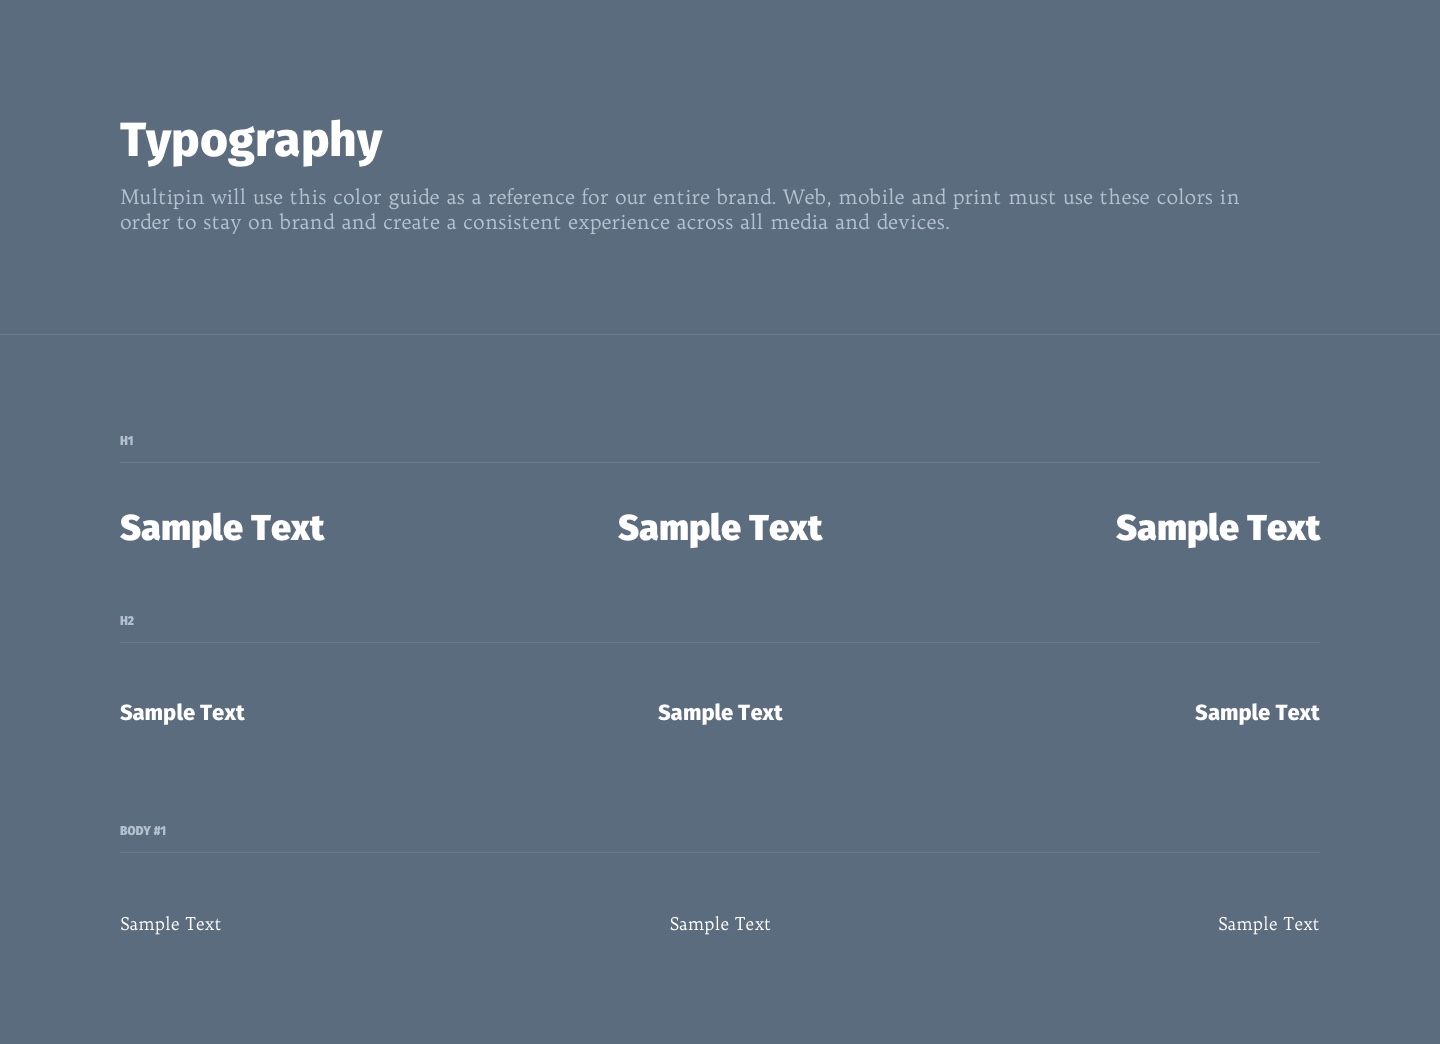 Typography
Multipin will use this color guide as a reference for our entire brand. Web, mobile and print must use these colors in
order to stay on brand and create a consistent experience across all media and devices.
H1
Sample Text Sample Text Sample Text
H2
Sample Text Sample Text Sample Text
BODY #1
Sample Text Sample Text Sample Text